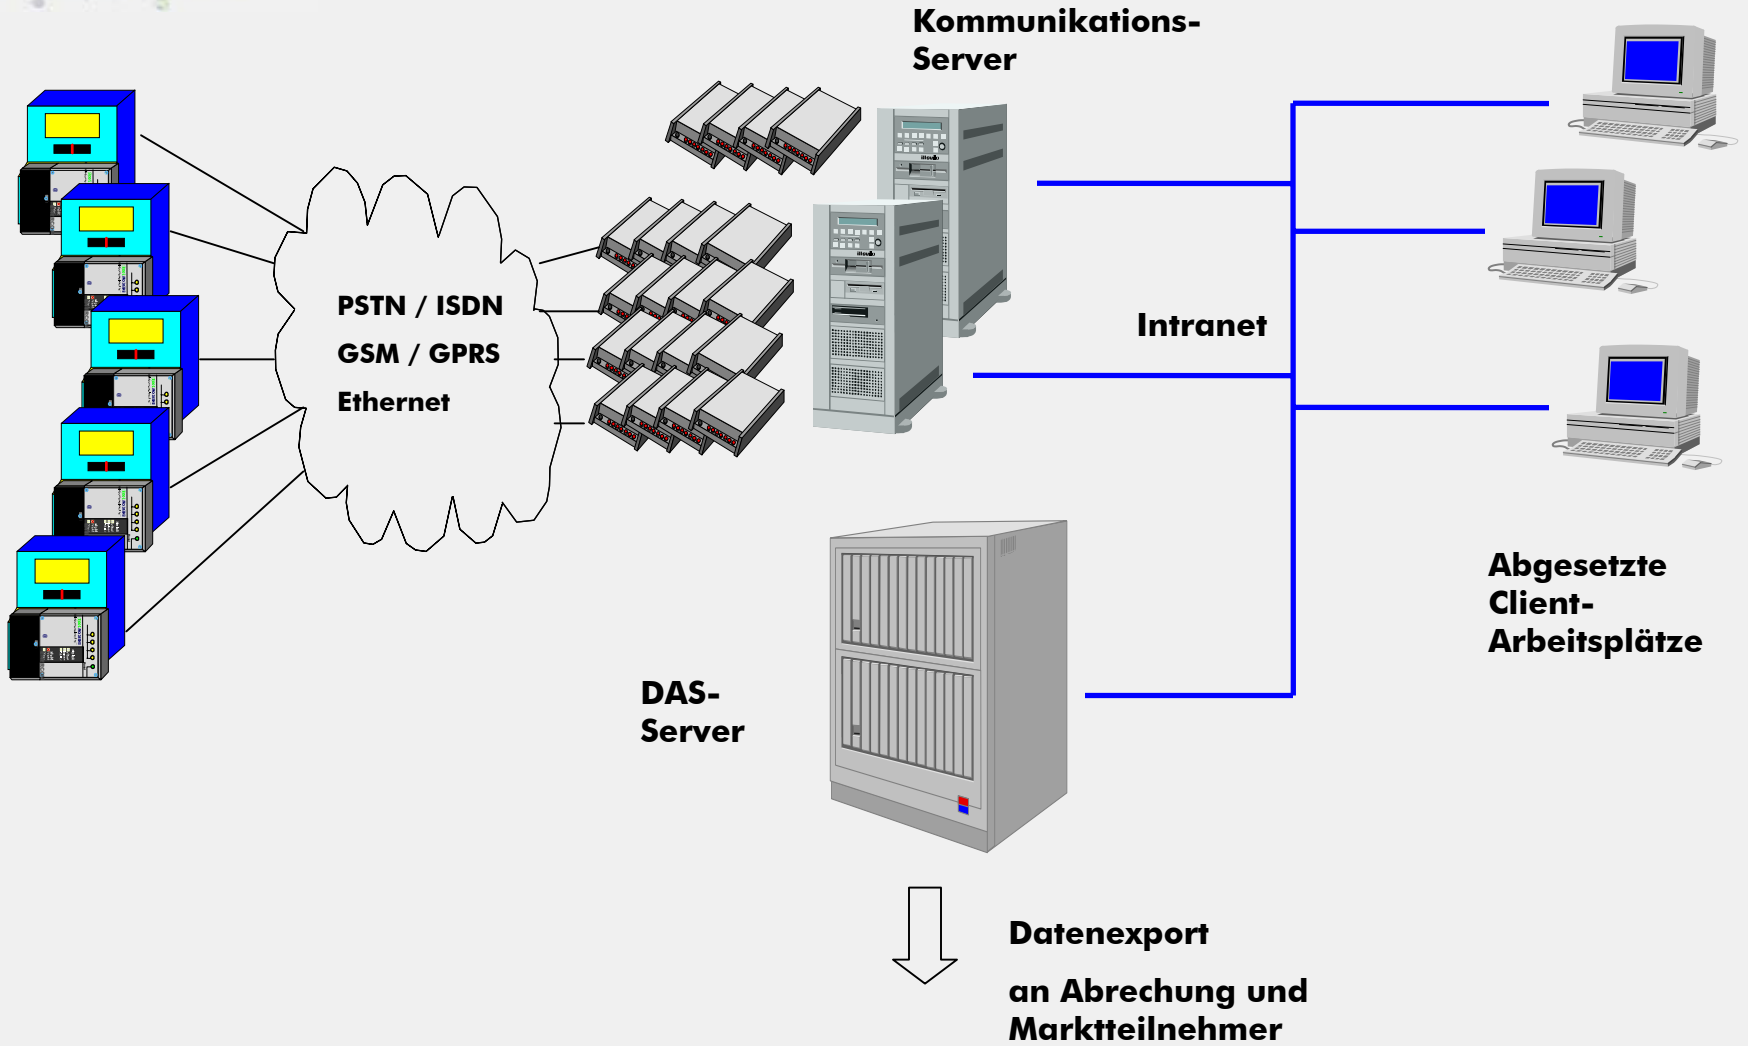 Kommunikations-
Server
PSTN / ISDN
GSM / GPRS
Ethernet
Intranet
Abgesetzte
Client-
Arbeitsplätze
DAS-
Server
Datenexport
an Abrechung und
Marktteilnehmer